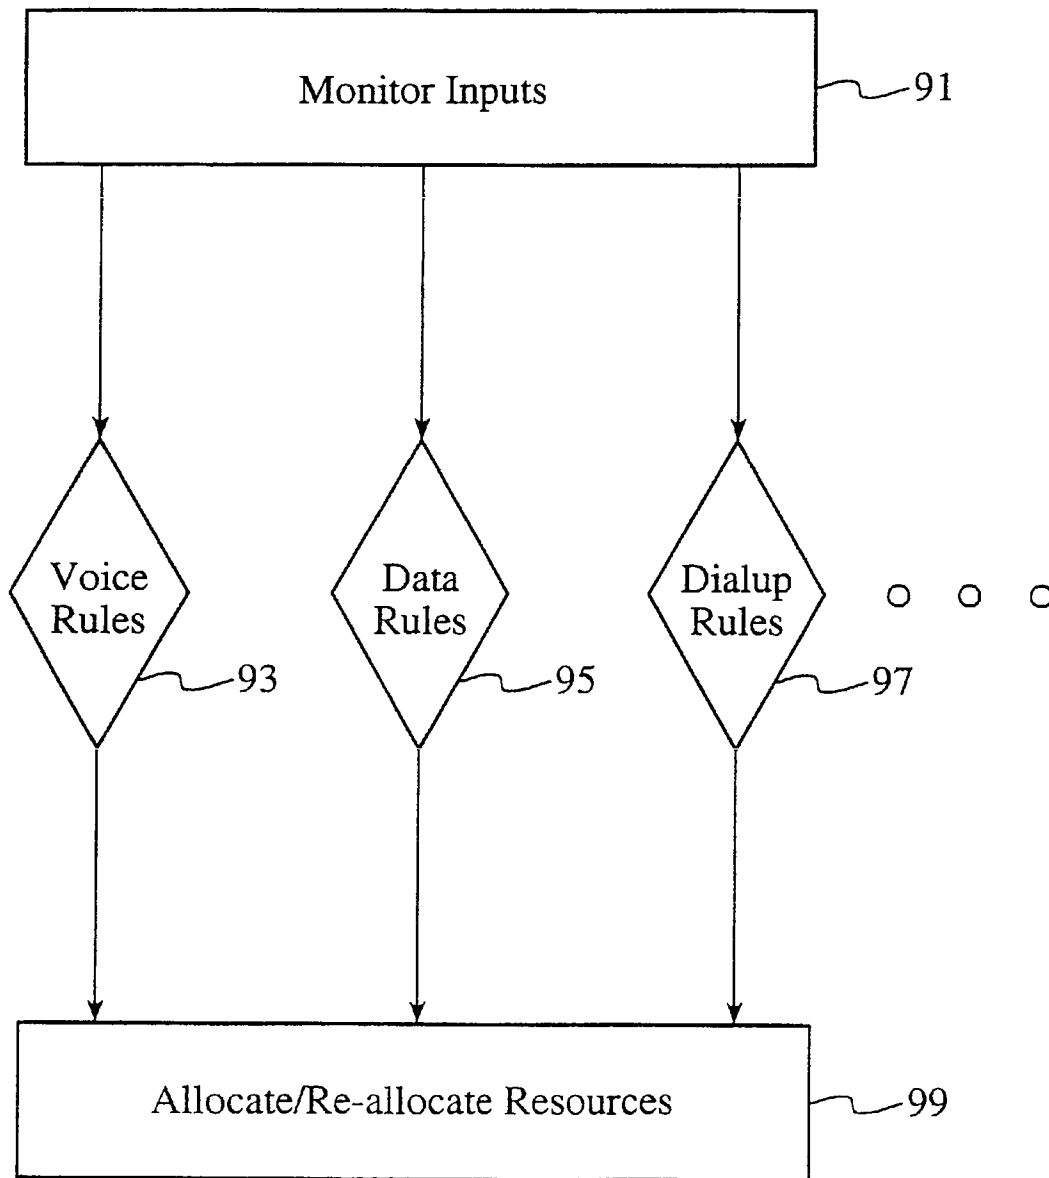 Monitor Inputs
91
Voice
Rules
93
Data
Rules
95
Dialup
Rules
97
Allocate/Re-allocate Resources
99